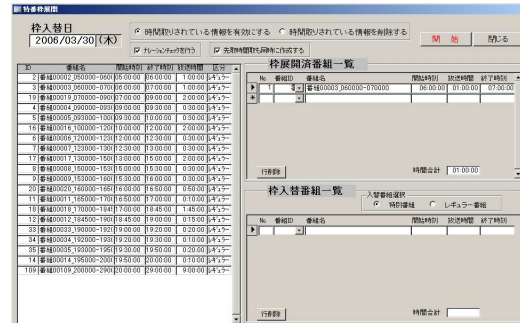 特番枠展開
枠入替日
2006/03/30 (木)
時間取りされている情報を有効にする 時間取りされている情報を削除する
ナレーションチェックを行う 先取時間取も同時に作成する
開 始 閉じる
ID 番組名 開始時刻 終了時刻 放送時間 区分
2 番組00002_050000-060 05:00:00 06:00:00 1:00:00 レギュラー
3 番組00003_060000-070 06:00:00 07:00:00 1:00:00 レギュラー
19 番組00019_070000-090 07:00:00 09:00:00 2:00:00 レギュラー
4 番組00004_090000-093 09:00:00 09:30:00 0:30:00 レギュラー
5 番組00005_093000-100 09:30:00 10:00:00 0:30:00 レギュラー
16 番組00016_100000-120 10:00:00 12:00:00 2:00:00 レギュラー
6 番組00006_120000-123 12:00:00 12:30:00 0:30:00 レギュラー
7 番組00007_123000-130 12:30:00 13:00:00 0:30:00 レギュラー
17 番組00017_130000-150 13:00:00 15:00:00 2:00:00 レギュラー
8 番組00008_150000-153 15:00:00 15:30:00 0:30:00 レギュラー
9 番組00009_153000-160 15:30:00 16:00:00 0:30:00 レギュラー
20 番組00020_160000-165 16:00:00 16:50:00 0:50:00 レギュラー
11 番組00011_165000-170 16:50:00 17:00:00 0:10:00 レギュラー
18 番組00018_170000-184 17:00:00 18:45:00 1:45:00 レギュラー
12 番組00012_184500-190 18:45:00 19:00:00 0:15:00 レギュラー
33 番組00033_190000-192 19:00:00 19:20:00 0:20:00 レギュラー
34 番組00034_192000-193 19:20:00 19:30:00 0:10:00 レギュラー
35 番組00035_193000-195 19:30:00 19:50:00 0:20:00 レギュラー
14 番組00014_195000-200 19:50:00 20:00:00 0:10:00 レギュラー
109 番組00109_200000-290 20:00:00 29:00:00 9:00:00 レギュラー
枠展開済番組一覧
No 番組ID 番組名 開始時刻 放送時間 終了時刻
1 3 番組00003_060000-070000 06:00:00 01:00:00 07:00:00
行削除 時間合計 01:00:00
枠入替番組一覧
入替番組選択
特別番組 レギュラー番組
No 番組ID 番組名 開始時刻 放送時間 終了時刻
行削除 時間合計